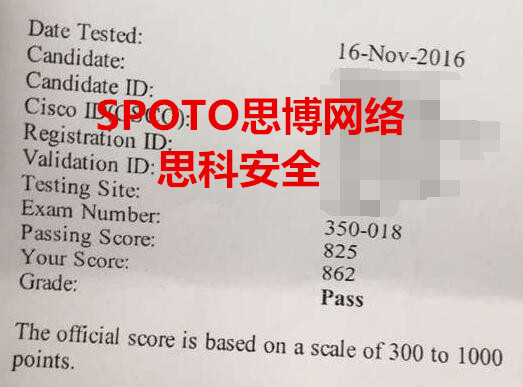 Date Tested:
16-Nov-2016
Candidate:
Candidate ID:
Cisco ID(CSCO):
SPOTO思博网络
Registration ID:
Validation ID:
思科安全
Testing Site:
Exam Number:
350-018
Passing Score:
825
Your Score:
862
Grade:
Pass
The official score is based on a scale of 300 to 1000
points.